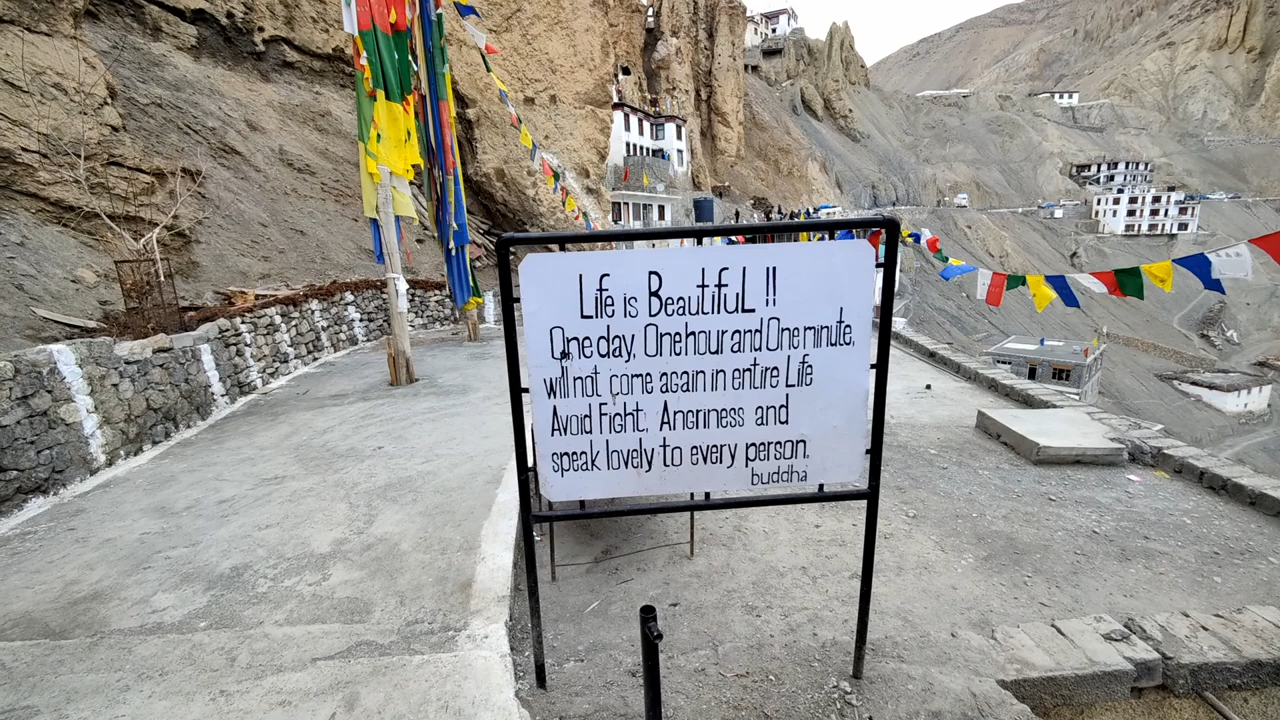 Life is BeautifuL !!
One day, One hour and One minute,
will not come again in entire Life
Avoid Fight, Angriness and
speak lovely to every person.
buddha